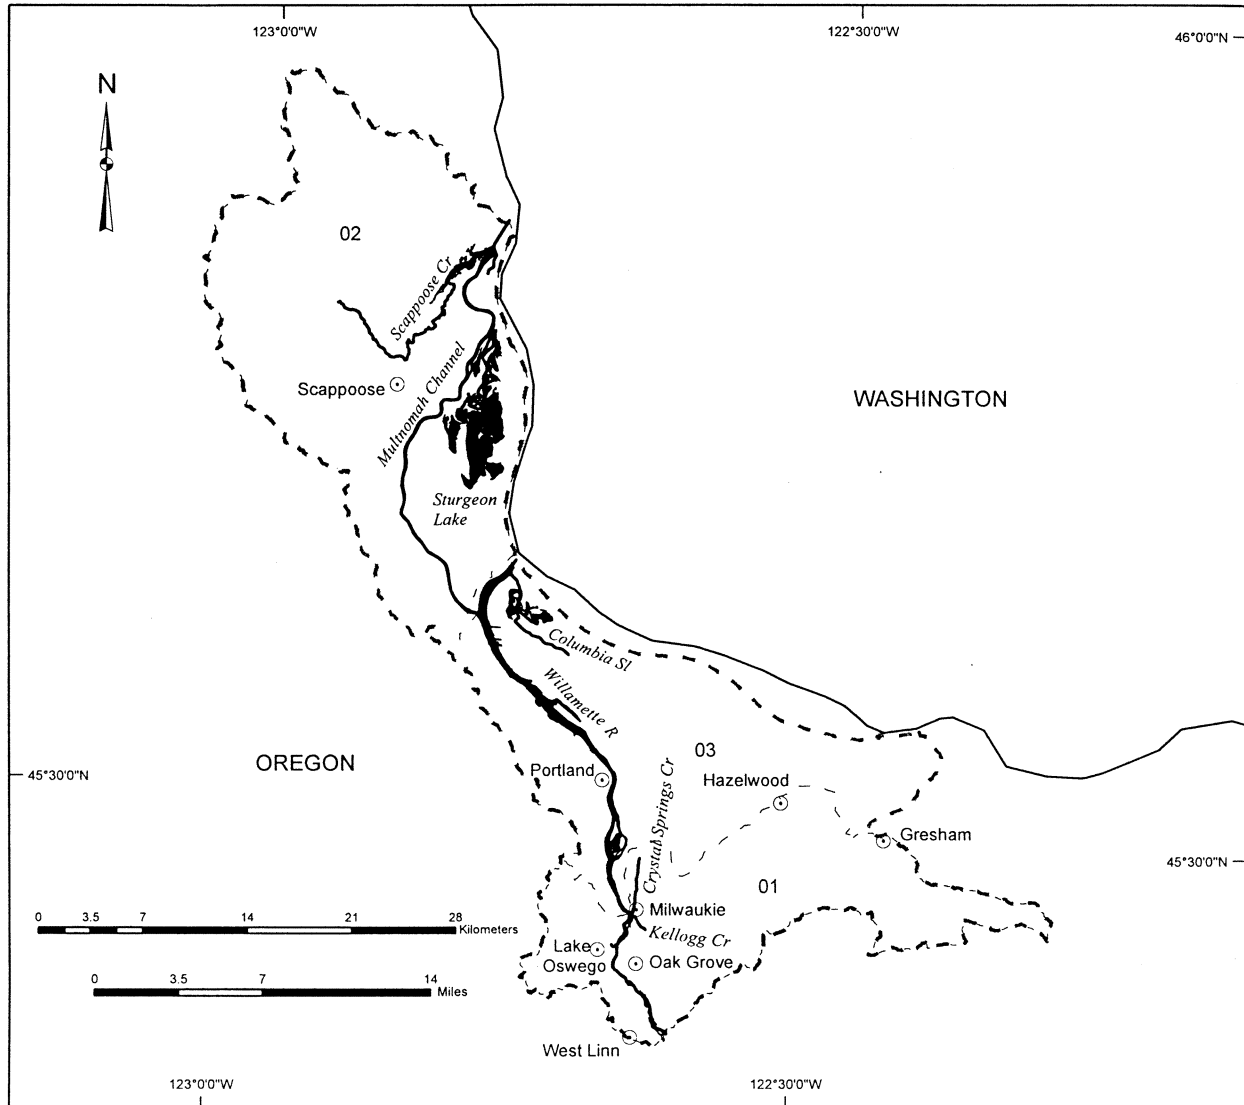 123°0'0"W
122°30'0"W
46°0'0"N
N
02
Scappoose Cr
Scappoose
Multnomah Channel
WASHINGTON
Sturgeon
Lake
Columbia Sl
Willamette R
OREGON
03
45°30'0"N
Portland
Crystal Springs Cr
Hazelwood
Gresham
45°30'0"N
01
0 3.5 7 14 21 28
Kilometers
Milwaukie
Kellogg Cr
Lake
Oswego
Oak Grove
0 3.5 7 14
Miles
West Linn
123°0'0"W
122°30'0"W